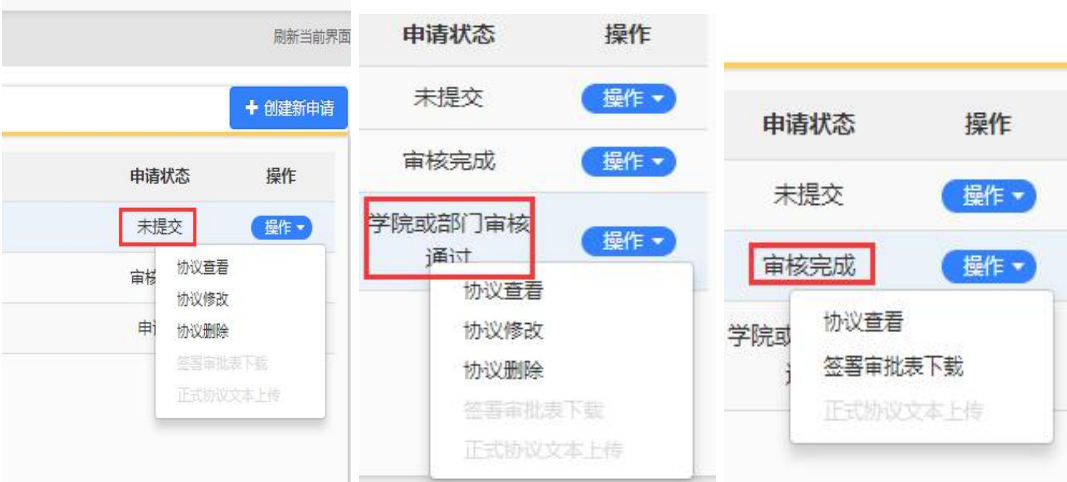 刷新当前界面
创建新申请
申请状态 操作
未提交 操作
协议查看
审核
协议修改
申
协议删除
签署审批表下载
正式协议文本上传
申请状态 操作
未提交 操作
审核完成 操作
学院或部门审核
通过 操作
协议查看
协议修改
协议删除
签署审批表下载
正式协议文本上传
申请状态 操作
未提交 操作
审核完成 操作
协议查看
学院或
签署审批表下载
正式协议文本上传